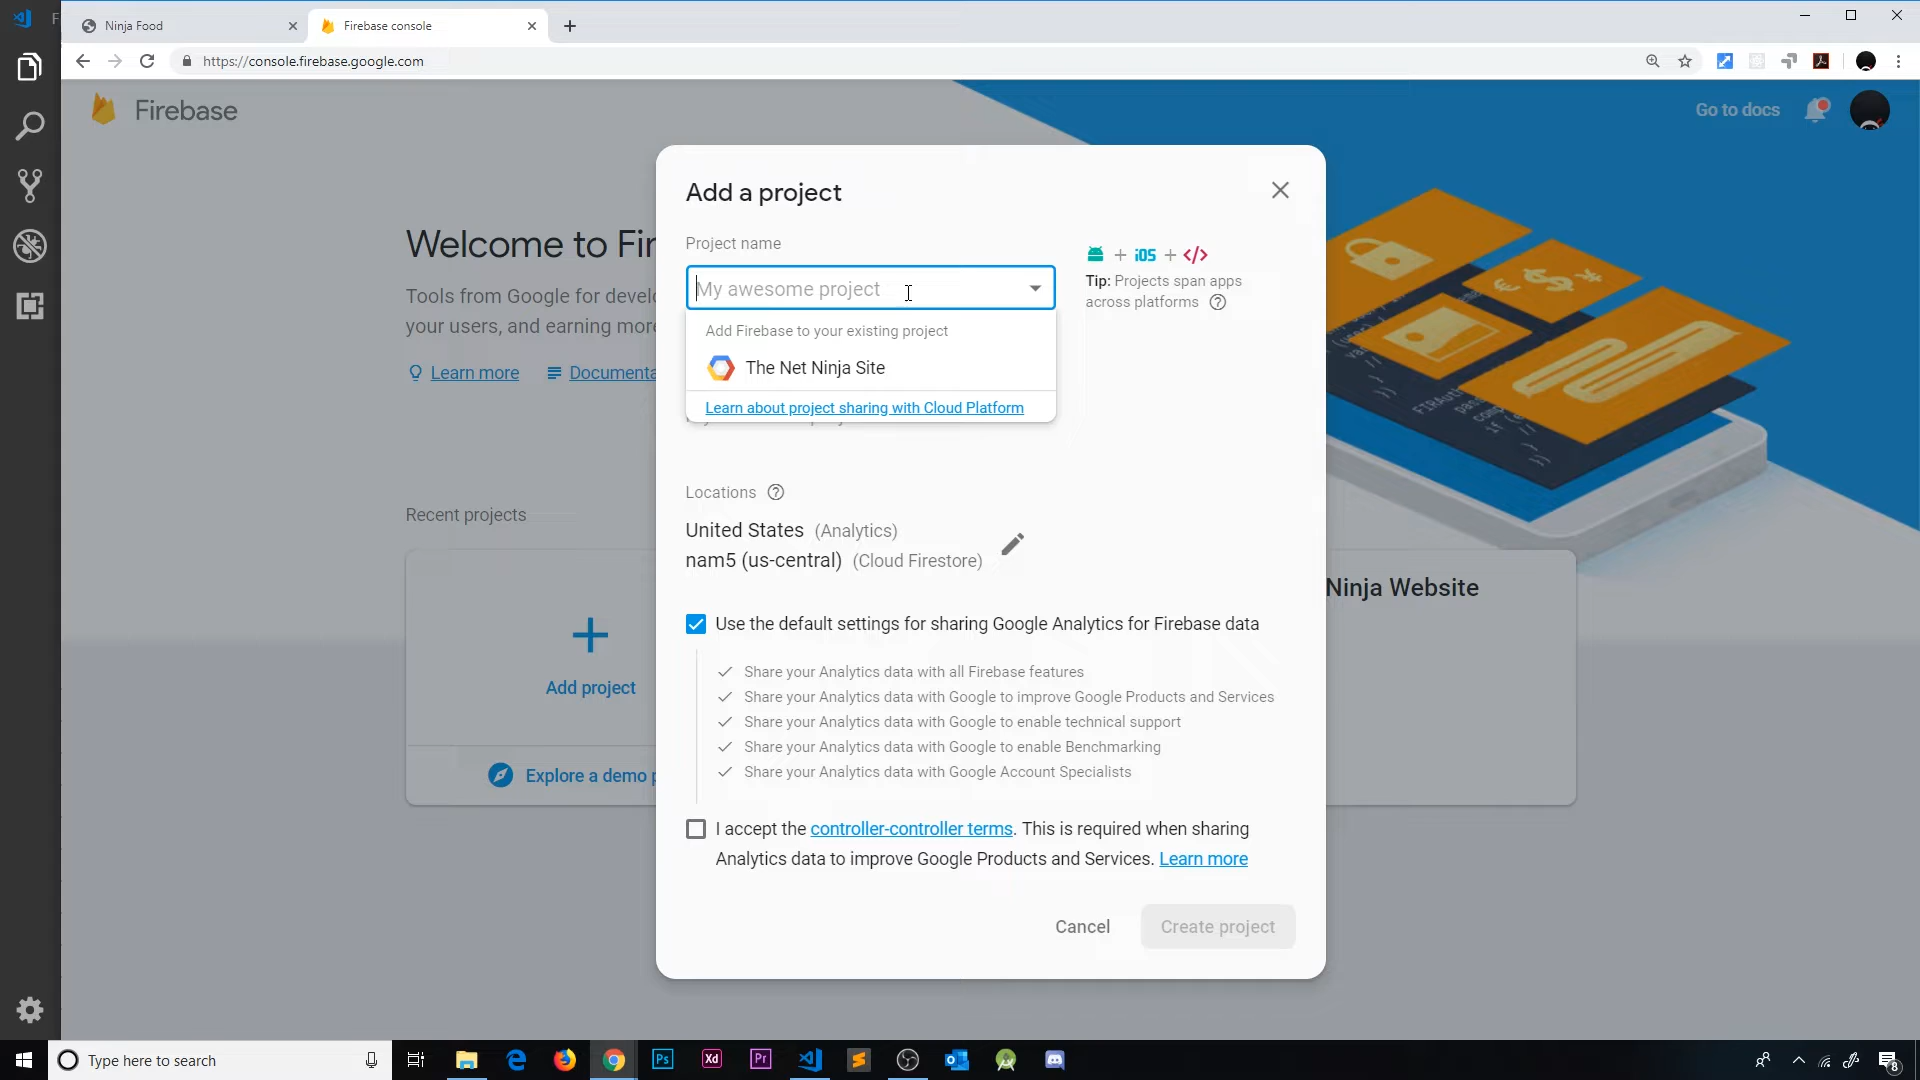 F
Ninja Food
Firebase console
https://console.firebase.google.com
Firebase
Go to docs
Welcome to Fir
Tools from Google for develo
your users, and earning more
Learn more
Documenta
Recent projects
Add project
Explore a demo p
Ninja Website
Add a project
Project name
My awesome project
Add Firebase to your existing project
The Net Ninja Site
Learn about project sharing with Cloud Platform
+ iOS + </>
Tip: Projects span apps
across platforms
Locations
United States (Analytics)
nam5 (us-central) (Cloud Firestore)
Use the default settings for sharing Google Analytics for Firebase data
Share your Analytics data with all Firebase features
Share your Analytics data with Google to improve Google Products and Services
Share your Analytics data with Google to enable technical support
Share your Analytics data with Google to enable Benchmarking
Share your Analytics data with Google Account Specialists
I accept the controller-controller terms. This is required when sharing
Analytics data to improve Google Products and Services. Learn more
Cancel
Create project
Type here to search
Ps
Xd
Pr
8